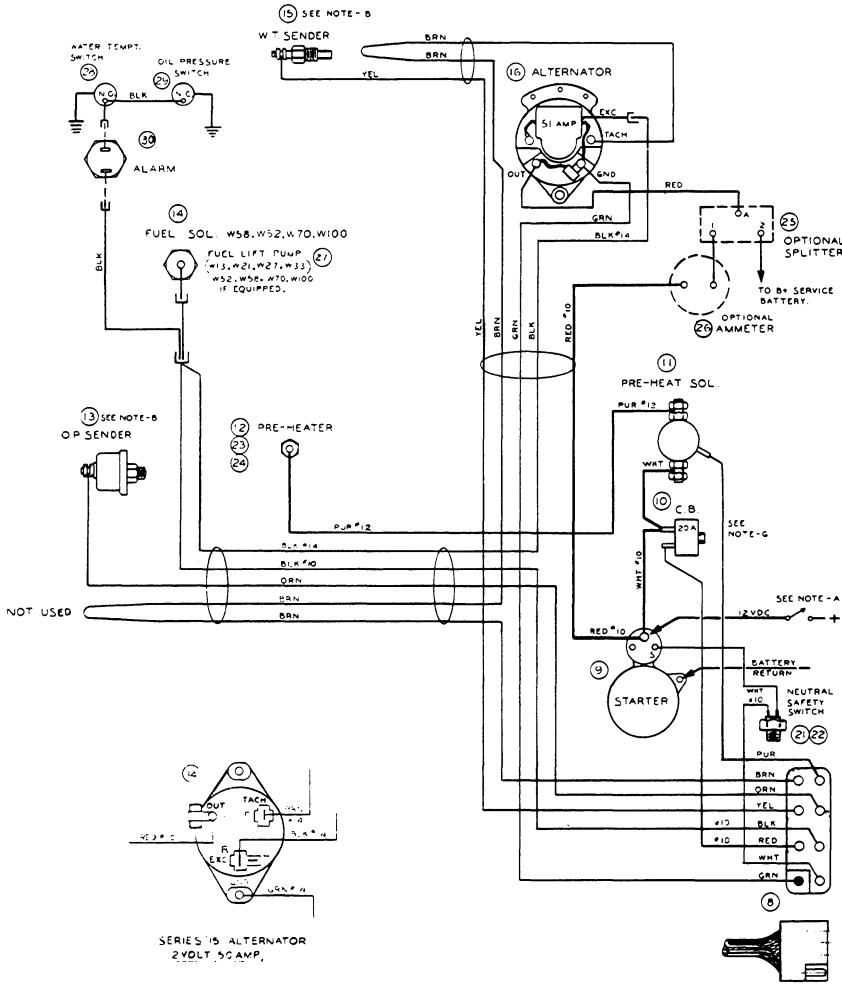 15 SEE NOTE-B
W.T. SENDER
BRN
BRN
YEL
WATER TEMPT.
SWITCH
28
OIL PRESSURE
SWITCH
29
N.O.
BLK
N.C.
30
ALARM
16 ALTERNATOR
51 AMP
EXC
TACH
OUT
GND
RED
GRN
BLK#14
A
1
2
25
OPTIONAL
SPLITTER
TO B+ SERVICE
BATTERY.
OPTIONAL
26 AMMETER
14
FUEL SOL. W58.W52.W70.W100
FUEL LIFT PUMP
(W13.W21.W27.W33)
W52.W58.W70.W100
IF EQUIPPED.
27
BLK
YEL
BRN
GRN
BLK
RED #10
11
PRE-HEAT SOL.
PUR #12
13 SEE NOTE-B
O.P SENDER
12 PRE-HEATER
23
24
WHT
10
C.B.
20A
SEE
NOTE-G
PUR #12
BLK #14
BLK #10
ORN
BRN
BRN
NOT USED
WHT #10
RED #10
SEE NOTE-A
12VDC
+
S
9
STARTER
BATTERY
RETURN
WHT
#10
NEUTRAL
SAFETY
SWITCH
21 22
PUR
BRN
ORN
YEL
#10 BLK
#10 RED
WHT
GRN
8
OUT
TACH
BLK#14
R
EXC
SERIES 15 ALTERNATOR